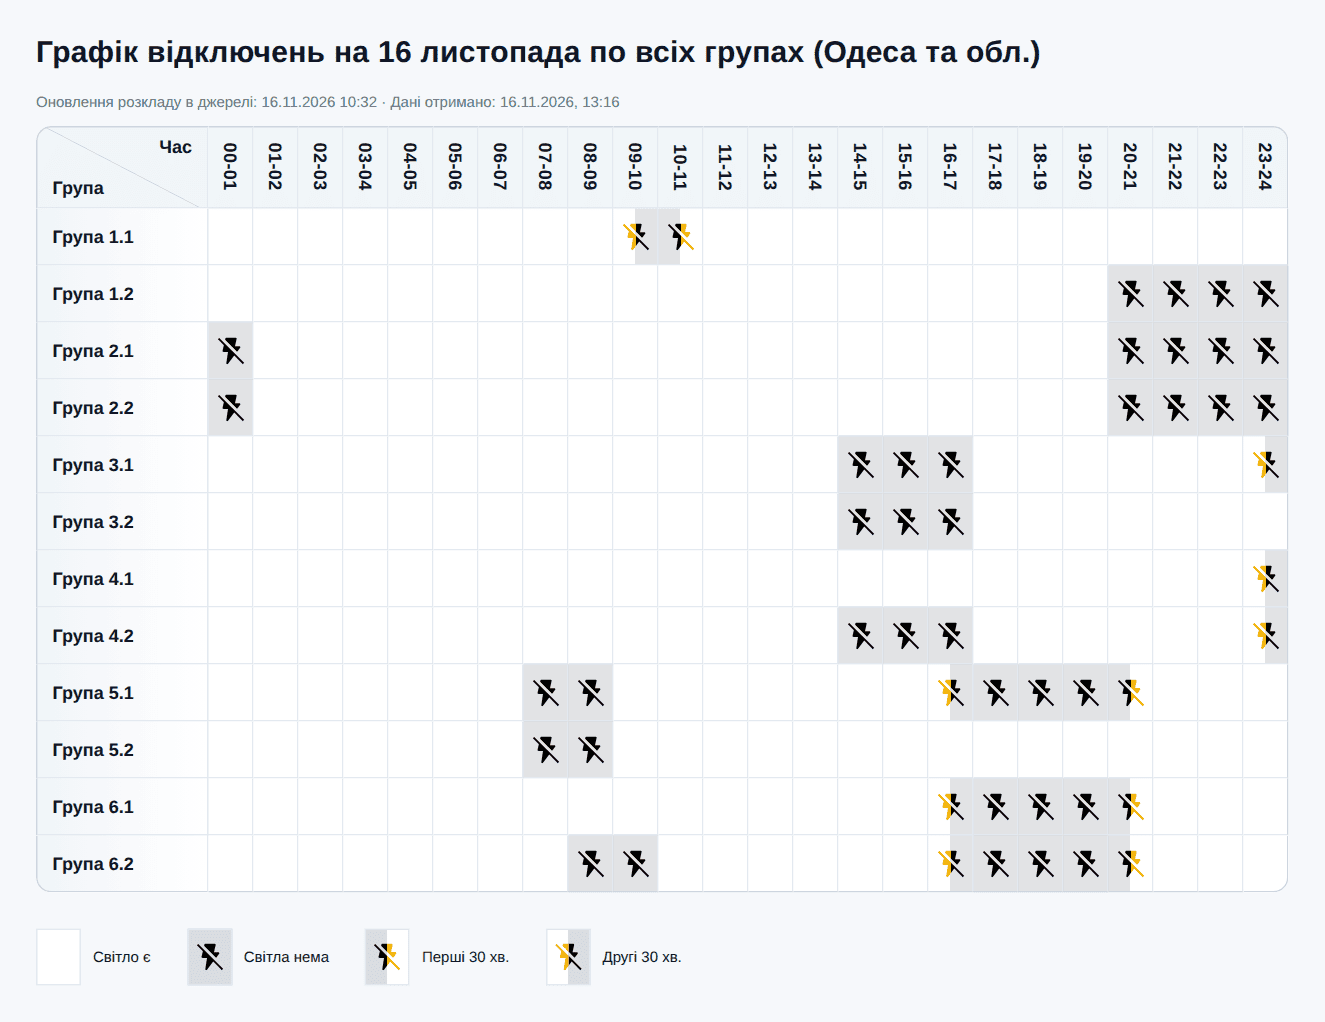 Графік відключень на 16 листопада по всіх групах (Одеса та обл.)
Оновлення розкладу в джерелі: 16.11.2026 10:32 · Дані отримано: 16.11.2026, 13:16
Час
Група
00-01 01-02 02-03 03-04 04-05 05-06 06-07 07-08 08-09 09-10 10-11 11-12 12-13 13-14 14-15 15-16 16-17 17-18 18-19 19-20 20-21 21-22 22-23 23-24
Група 1.1
Група 1.2
Група 2.1
Група 2.2
Група 3.1
Група 3.2
Група 4.1
Група 4.2
Група 5.1
Група 5.2
Група 6.1
Група 6.2
Світло є Світла нема Перші 30 хв. Другі 30 хв.